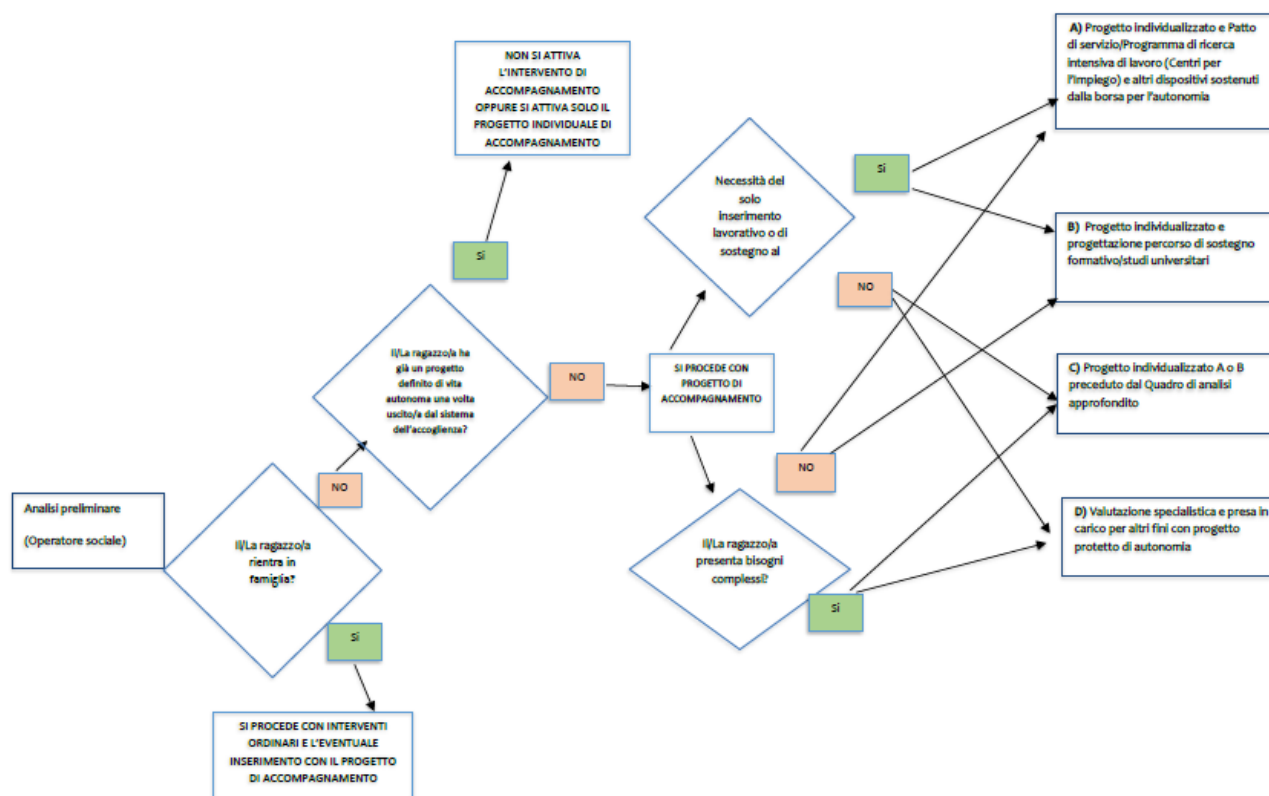 Analisi preliminare
(Operatore sociale)
Il/La ragazzo/a
rientra in
famiglia?
SI
SI PROCEDE CON INTERVENTI
ORDINARI E L'EVENTUALE
INSERIMENTO CON IL PROGETTO
DI ACCOMPAGNAMENTO
NO
Il/La ragazzo/a ha
già un progetto
definito di vita
autonoma una volta
uscito/a dal sistema
dell'accoglienza?
SI
NON SI ATTIVA
L'INTERVENTO DI
ACCOMPAGNAMENTO
OPPURE SI ATTIVA SOLO IL
PROGETTO INDIVIDUALE DI
ACCOMPAGNAMENTO
NO
SI PROCEDE CON
PROGETTO DI
ACCOMPAGNAMENTO
Necessità del
solo
inserimento
lavorativo o di
sostegno al
SI
NO
Il/La ragazzo/a
presenta bisogni
complessi?
NO
SI
A) Progetto individualizzato e Patto
di servizio/Programma di ricerca
intensiva di lavoro (Centri per
l'Impiego) e altri dispositivi sostenuti
dalla borsa per l'autonomia
B) Progetto individualizzato e
progettazione percorso di sostegno
formativo/studi universitari
C) Progetto individualizzato A o B
preceduto dal Quadro di analisi
approfondito
D) Valutazione specialistica e presa in
carico per altri fini con progetto
protetto di autonomia